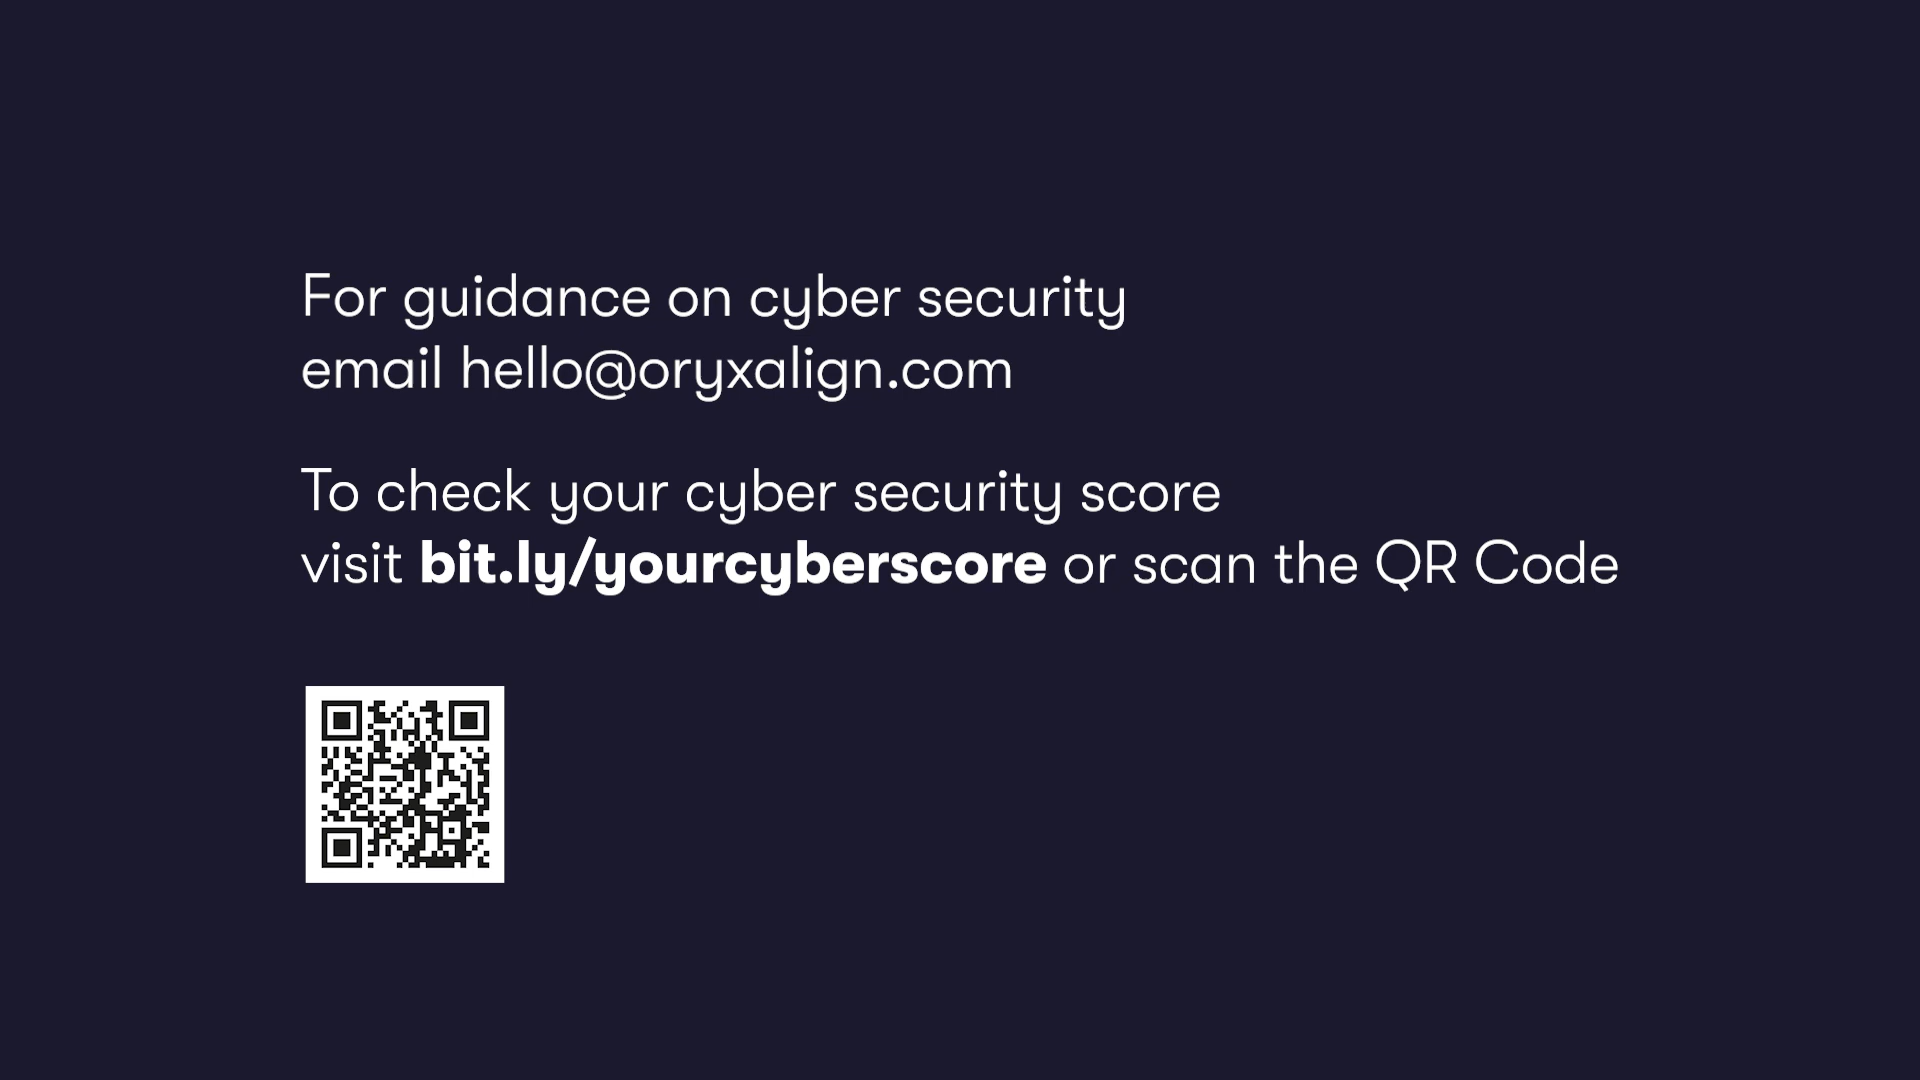 For guidance on cyber security
email hello@oryxalign.com
To check your cyber security score
visit bit.ly/yourcyberscore or scan the QR Code